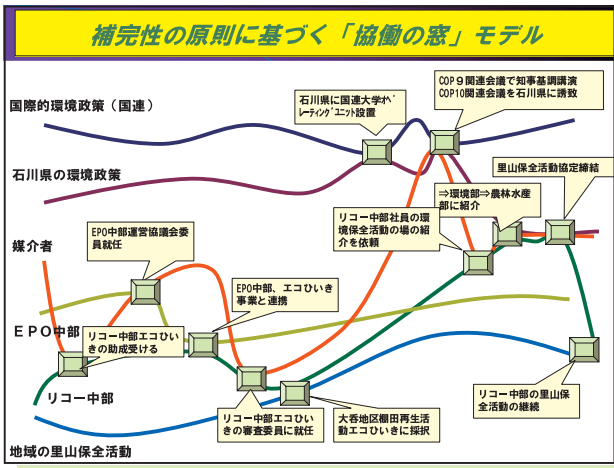 補完性の原則に基づく「協働の窓」モデル
国際的環境政策（国連）
石川県に国連大学オペ
レーティングユニット設置
COP９関連会議で知事基調講演
COP10関連会議を石川県に誘致
石川県の環境政策
里山保全活動協定締結
⇒環境部⇒農林水産
部に紹介
リコー中部社員の環
境保全活動の場の紹
介を依頼
媒介者
EPO中部運営協議会委
員就任
EPO中部、エコひいき
事業と連携
ＥＰＯ中部
リコー中部エコひい
きの助成受ける
リコー中部
リコー中部エコひい
きの審査委員に就任
大呑地区棚田再生活
動エコひいきに採択
リコー中部の里山保
全活動の継続
地域の里山保全活動